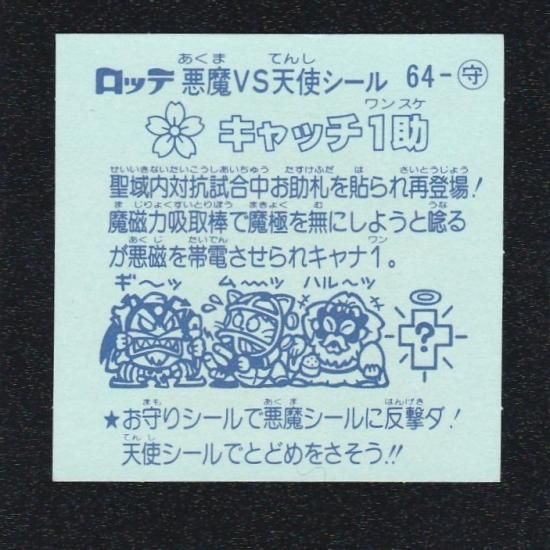 あくま てんし
ロッテ 悪魔VS天使シール 64-守
ワンスケ
キャッチ1助
せいいきないたいこうしあいちゅう たすけふだ は さいとうじょう
聖域内対抗試合中お助札を貼られ再登場!
まじりょくすいとりぼう まきょく む うな
魔磁力吸取棒で魔極を無にしようと唸る
あくじ たいでん ワン
が悪磁を帯電させられキャナ1。
ギ〜ッ ム〜ッ ハル〜ッ
?
まも あくま はんげき
★お守りシールで悪魔シールに反撃ダ!
てんし
天使シールでとどめをさそう!!